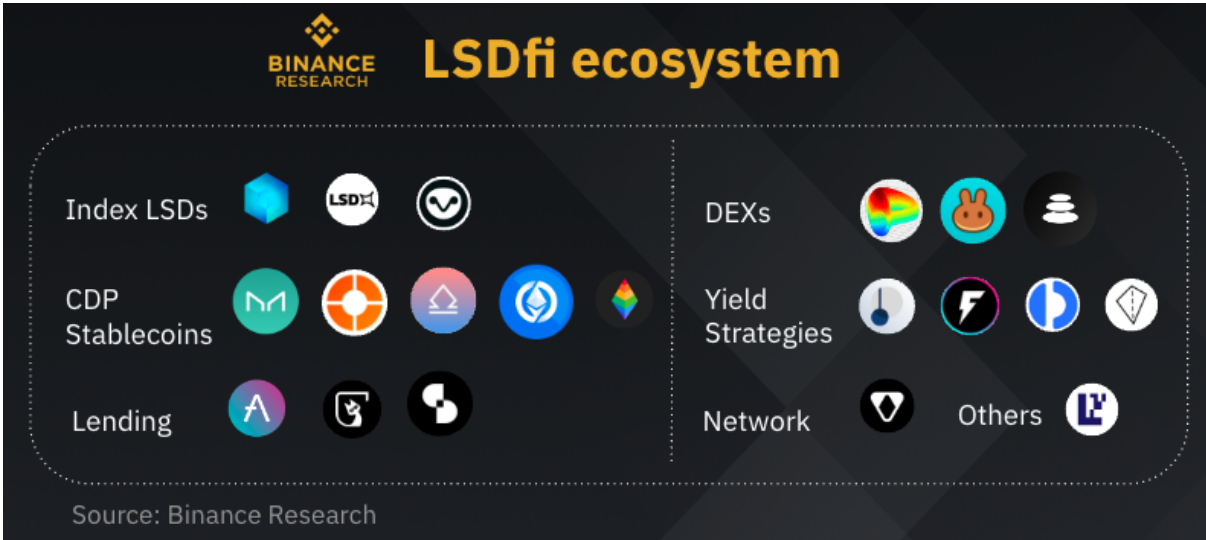 BINANCE
RESEARCH
LSDfi ecosystem
Index LSDs
LSD
CDP
Stablecoins
Lending
DEXs
Yield
Strategies
Network
Others
Source: Binance Research